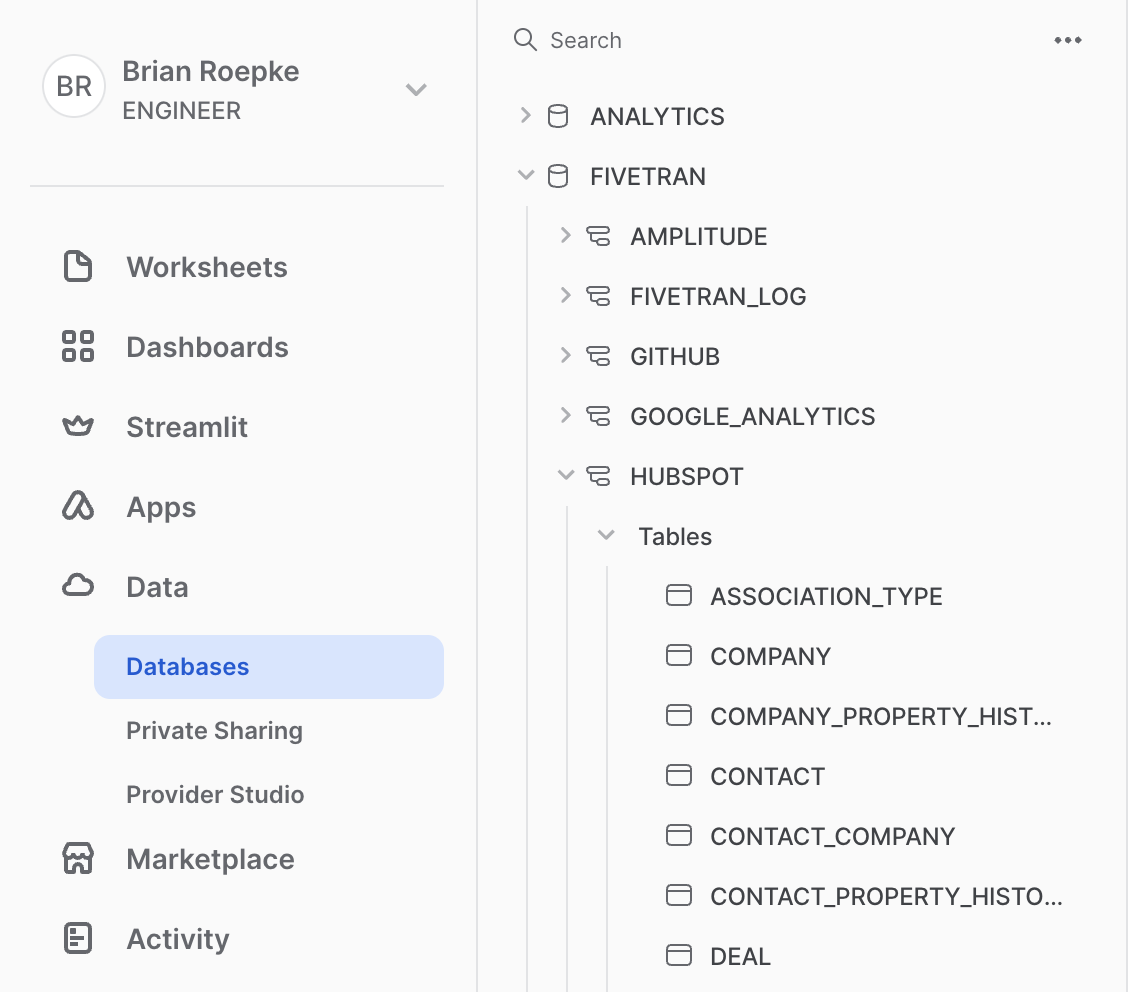 BR
Brian Roepke
ENGINEER
Worksheets
Dashboards
Streamlit
Apps
Data
Databases
Private Sharing
Provider Studio
Marketplace
Activity
Search
ANALYTICS
FIVETRAN
AMPLITUDE
FIVETRAN_LOG
GITHUB
GOOGLE_ANALYTICS
HUBSPOT
Tables
ASSOCIATION_TYPE
COMPANY
COMPANY_PROPERTY_HIST...
CONTACT
CONTACT_COMPANY
CONTACT_PROPERTY_HISTO...
DEAL